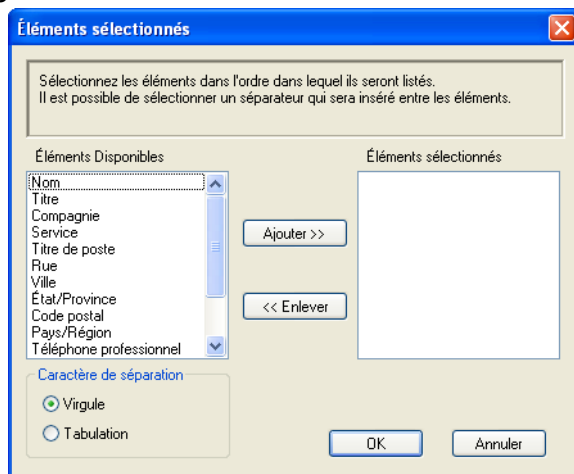 Éléments sélectionnés
Sélectionnez les éléments dans l'ordre dans lequel ils seront listés.
Il est possible de sélectionner un séparateur qui sera inséré entre les éléments.
Éléments Disponibles
Éléments sélectionnés
Nom
Titre
Compagnie
Service
Titre de poste
Rue
Ville
État/Province
Code postal
Pays/Région
Téléphone professionnel
Ajouter >>
<< Enlever
Caractère de séparation
Virgule
Tabulation
OK
Annuler